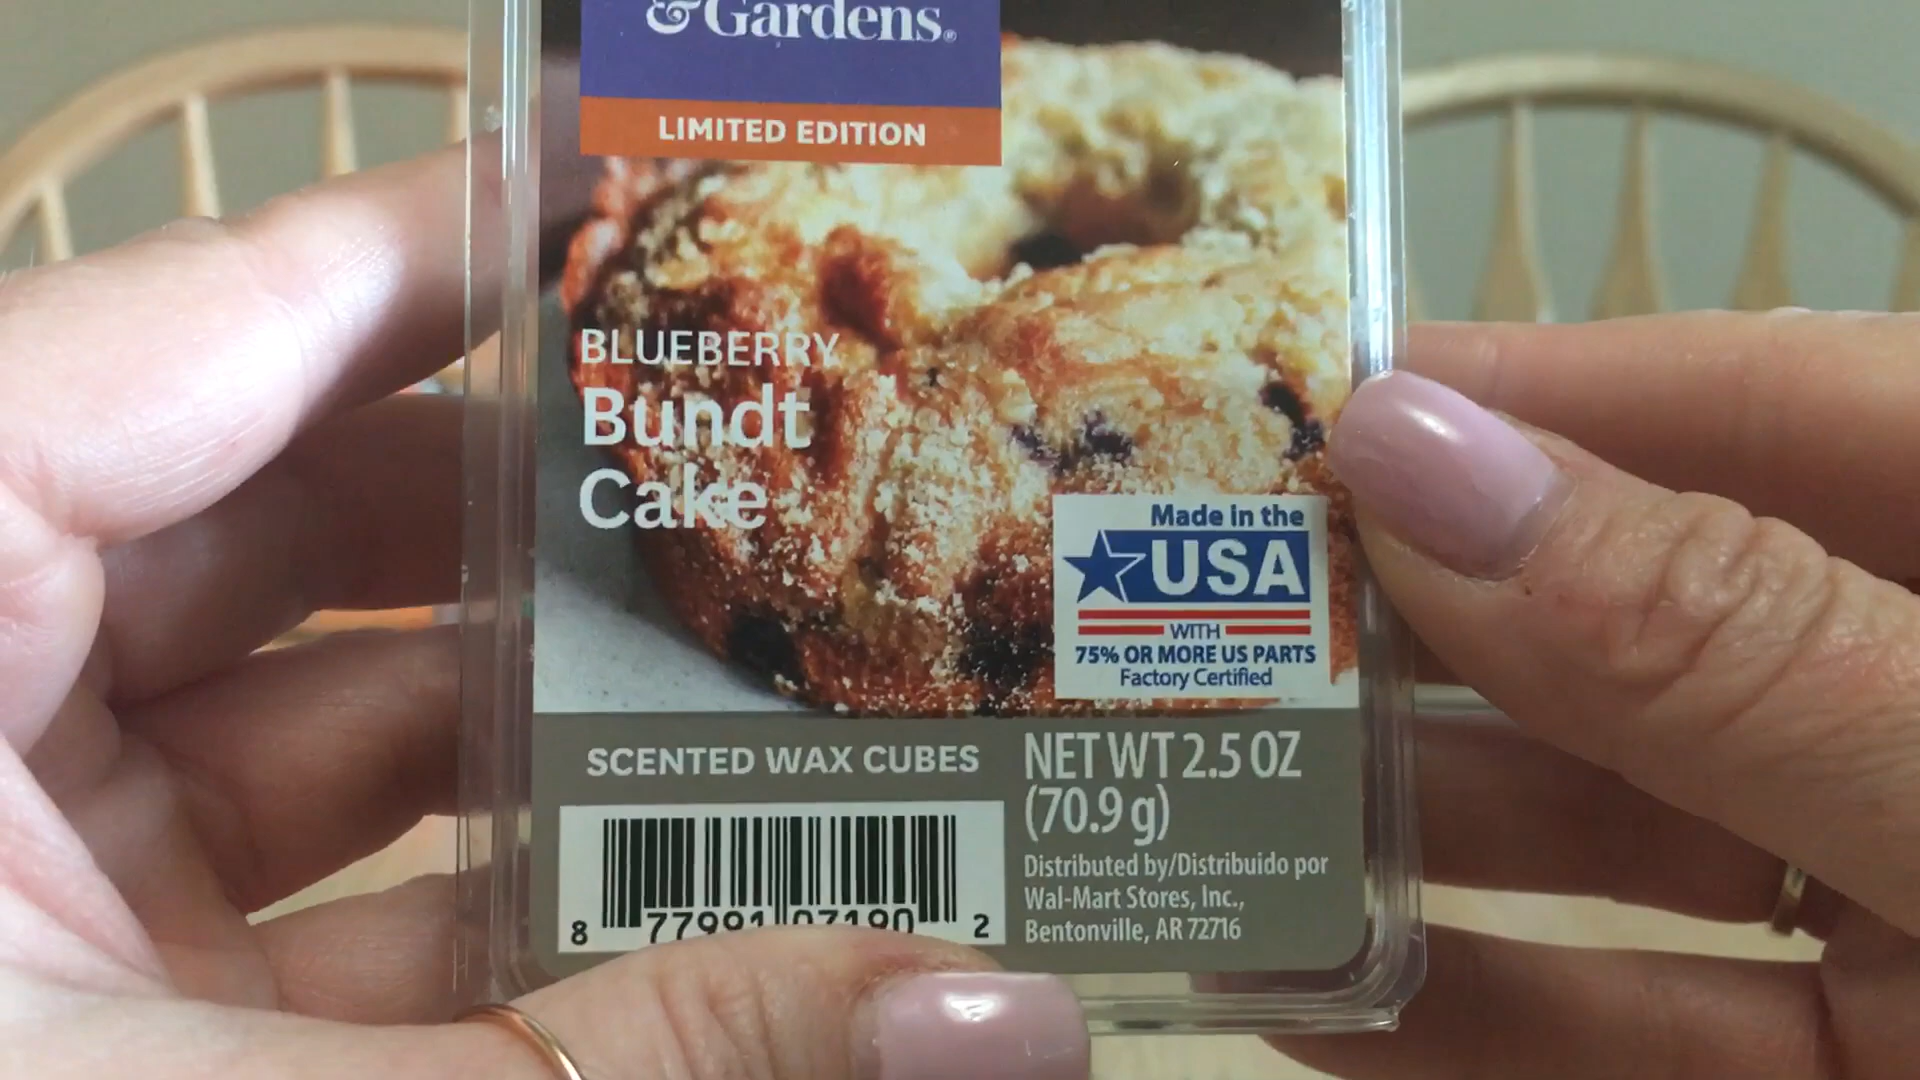 &Gardens®
LIMITED EDITION
BLUEBERRY
Bundt
Cake
Made in the
USA
WITH
75% OR MORE US PARTS
Factory Certified
SCENTED WAX CUBES
NET WT 2.5 OZ
(70.9 g)
Distributed by/Distribuido por
Wal-Mart Stores, Inc.,
Bentonville, AR 72716
8 77991 07190 2